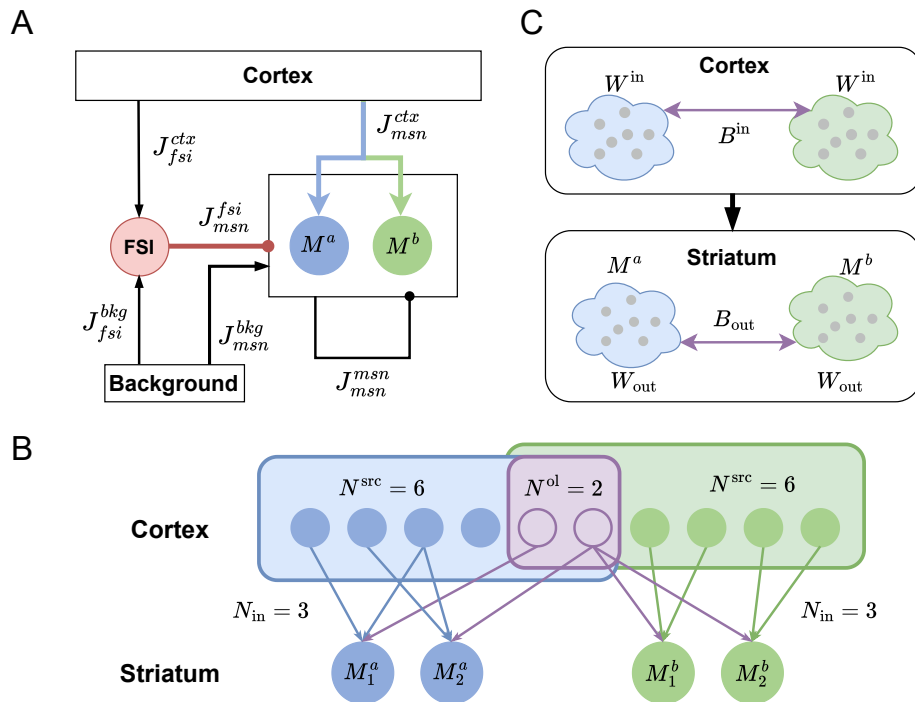 A
Cortex
J^{ctx}_{fsi}
J^{ctx}_{msn}
J^{fsi}_{msn}
FSI
M^a
M^b
J^{bkg}_{fsi}
J^{bkg}_{msn}
Background
J^{msn}_{msn}
C
Cortex
W^{in}
W^{in}
B^{in}
M^a
Striatum
M^b
B_{out}
W_{out}
W_{out}
B
N^{src} = 6
N^{ol} = 2
N^{src} = 6
Cortex
N_{in} = 3
N_{in} = 3
Striatum
M^a_1
M^a_2
M^b_1
M^b_2